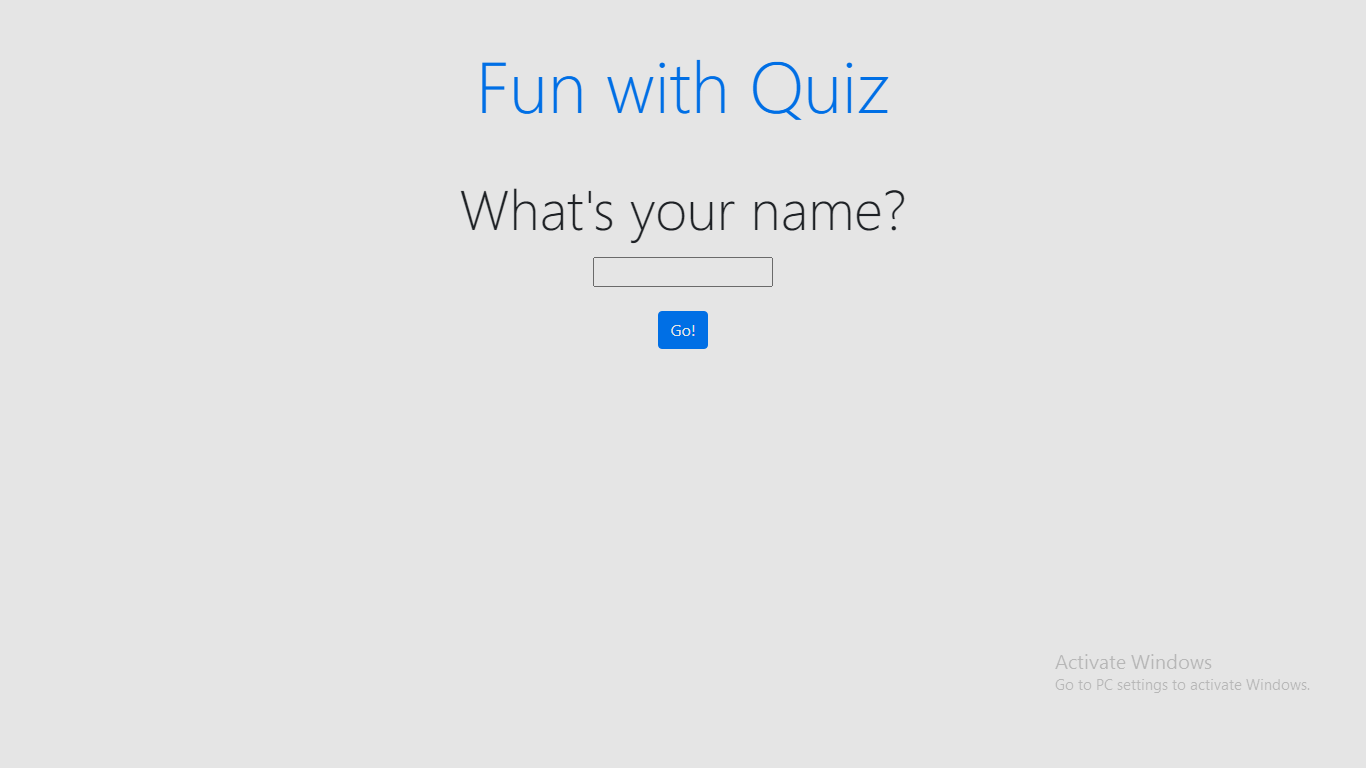 Fun with Quiz
What's your name?
Go!
Activate Windows
Go to PC settings to activate Windows.